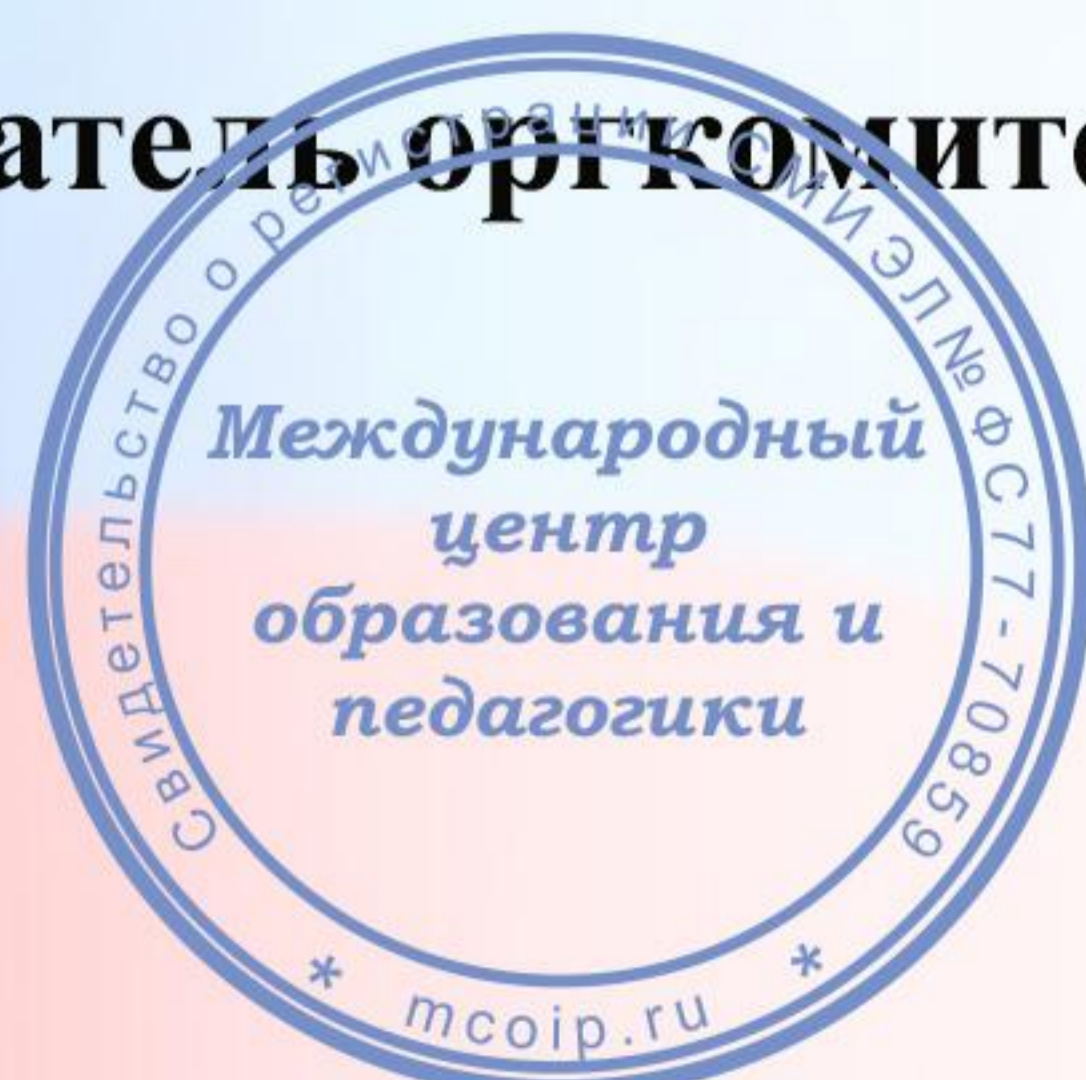 атель оргкомите
Свидетельство о регистрации СМИ ЭЛ № ФС 77 - 70859
Международный
центр
образования и
педагогики
* mcoip.ru *